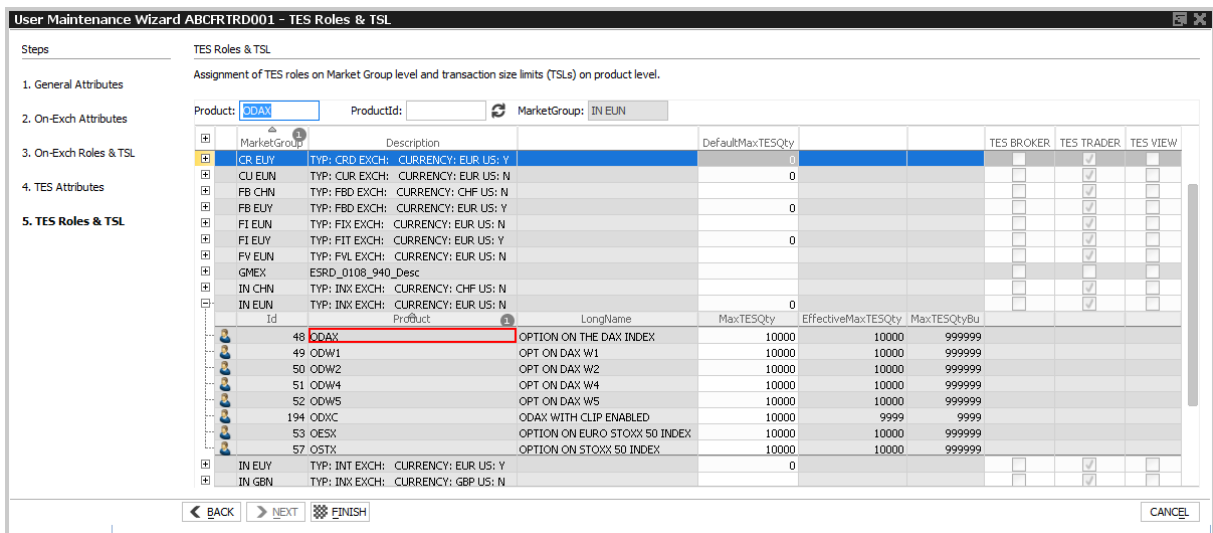 User Maintenance Wizard ABCFRTRD001 - TES Roles & TSL
Steps
1. General Attributes
2. On-Exch Attributes
3. On-Exch Roles & TSL
4. TES Attributes
5. TES Roles & TSL
TES Roles & TSL
Assignment of TES roles on Market Group level and transaction size limits (TSLs) on product level.
Product: ODAX ProductId: MarketGroup: IN EUN
MarketGroup 1 Description DefaultMaxTESQty TES BROKER TES TRADER TES VIEW
CR EUY TYP: CRD EXCH: CURRENCY: EUR US: Y 0
CU EUN TYP: CUR EXCH: CURRENCY: EUR US: N 0
FB CHN TYP: FBD EXCH: CURRENCY: CHF US: N
FB EUY TYP: FBD EXCH: CURRENCY: EUR US: Y 0
FI EUN TYP: FIX EXCH: CURRENCY: EUR US: N
FI EUY TYP: FIT EXCH: CURRENCY: EUR US: Y 0
FV EUN TYP: FVL EXCH: CURRENCY: EUR US: N
GMEX ESRD_0108_940_Desc
IN CHN TYP: INX EXCH: CURRENCY: CHF US: N
IN EUN TYP: INX EXCH: CURRENCY: EUR US: N 0
Id Product 1 LongName MaxTESQty EffectiveMaxTESQty MaxTESQtyBu
48 ODAX OPTION ON THE DAX INDEX 10000 10000 999999
49 ODW1 OPT ON DAX W1 10000 10000 999999
50 ODW2 OPT ON DAX W2 10000 10000 999999
51 ODW4 OPT ON DAX W4 10000 10000 999999
52 ODW5 OPT ON DAX W5 10000 10000 999999
194 ODXC ODAX WITH CLIP ENABLED 10000 9999 9999
53 OESX OPTION ON EURO STOXX 50 INDEX 10000 10000 999999
57 OSTX OPTION ON STOXX 50 INDEX 10000 10000 999999
IN EUY TYP: INT EXCH: CURRENCY: EUR US: Y 0
IN GBN TYP: INX EXCH: CURRENCY: GBP US: N
BACK NEXT FINISH CANCEL